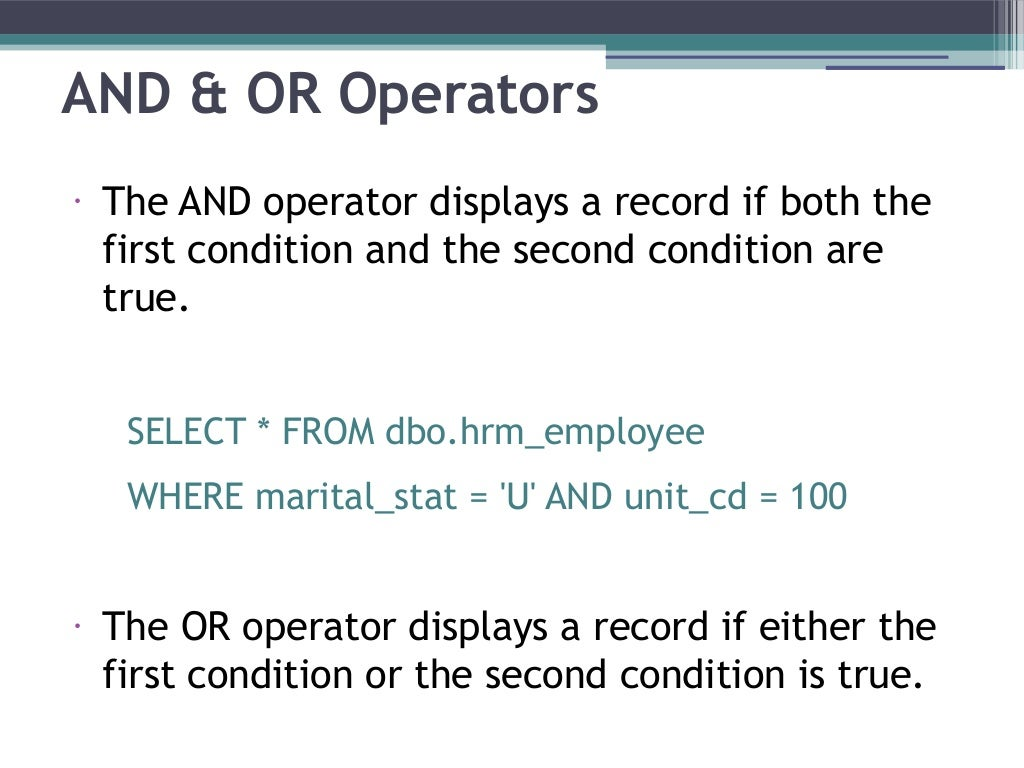 AND & OR Operators
· The AND operator displays a record if both the
first condition and the second condition are
true.
SELECT * FROM dbo.hrm_employee
WHERE marital_stat = 'U' AND unit_cd = 100
· The OR operator displays a record if either the
first condition or the second condition is true.